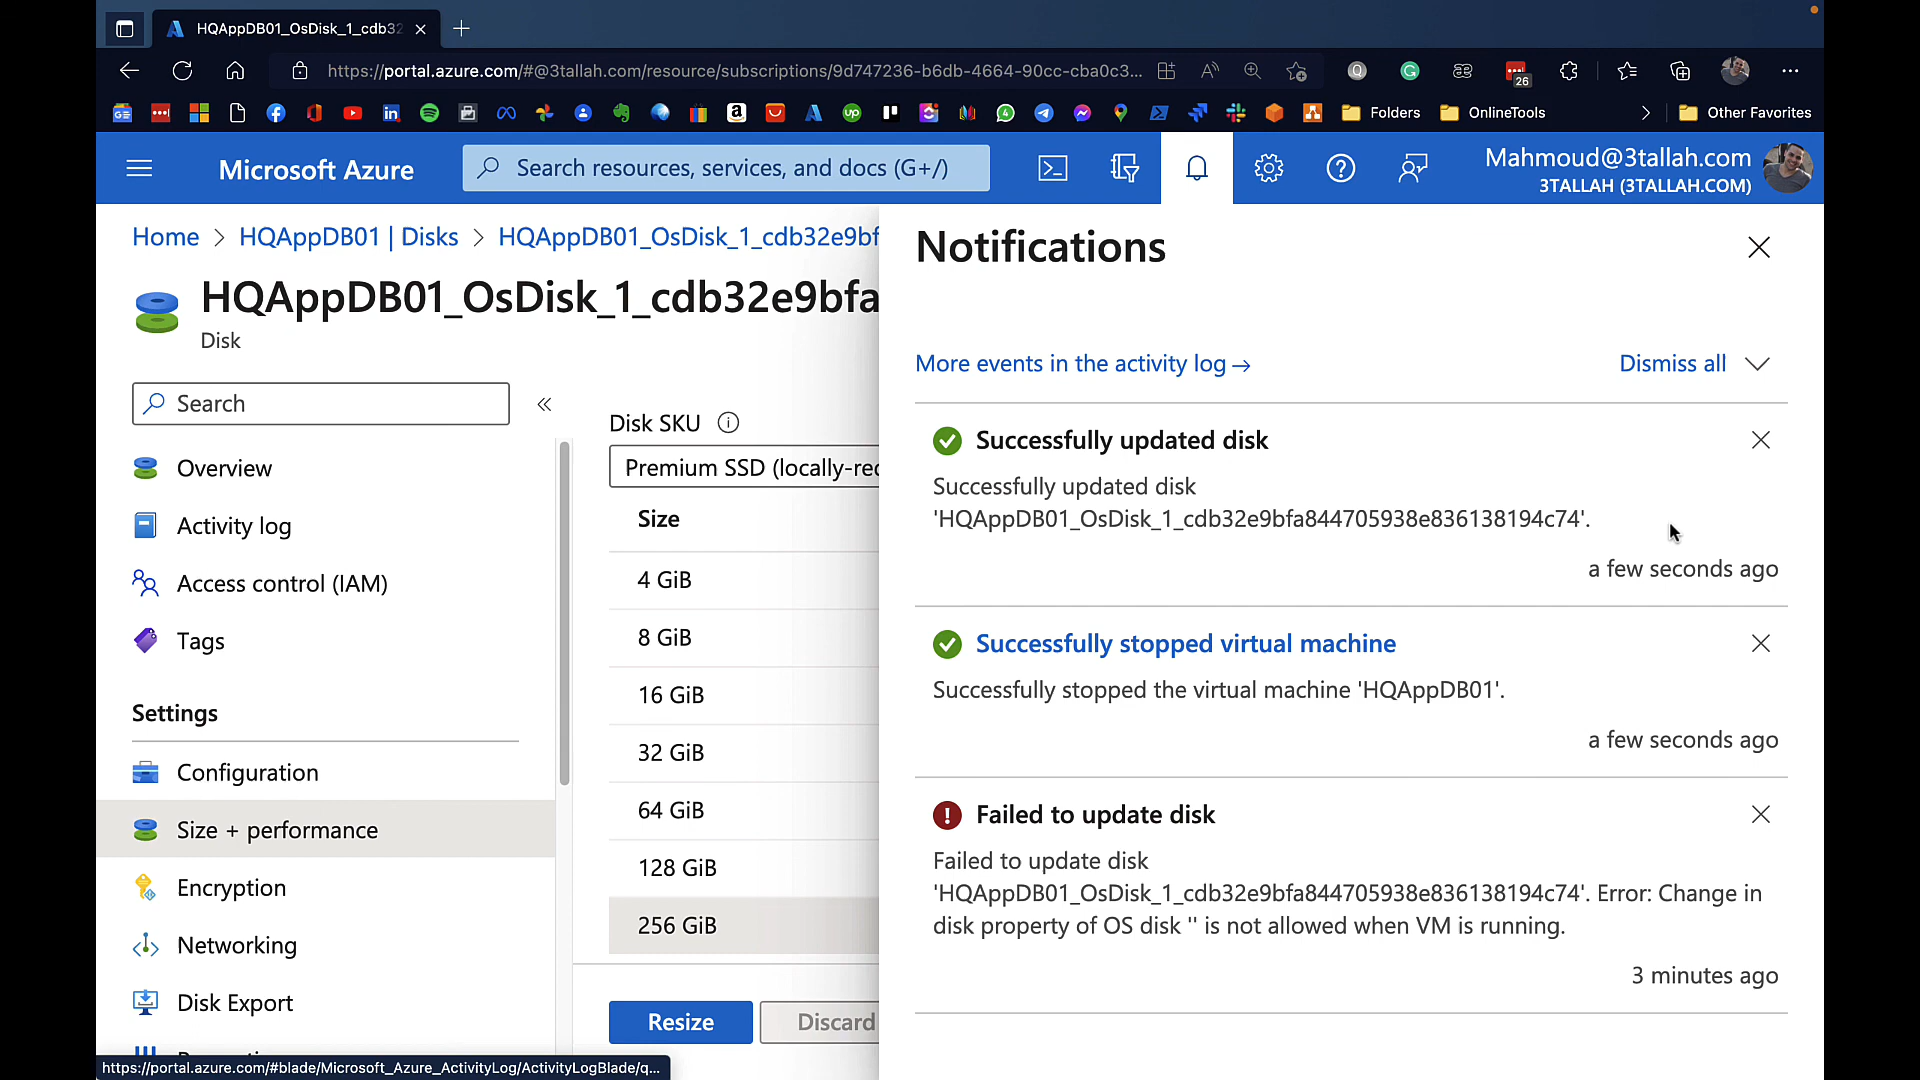 HQAppDB01_OsDisk_1_cdb32
https://portal.azure.com/#@3tallah.com/resource/subscriptions/9d747236-b6db-4664-90cc-cba0c3...
26
Folders
OnlineTools
Other Favorites
Microsoft Azure
Search resources, services, and docs (G+/)
Mahmoud@3tallah.com
3TALLAH (3TALLAH.COM)
Home > HQAppDB01 | Disks > HQAppDB01_OsDisk_1_cdb32e9bf
HQAppDB01_OsDisk_1_cdb32e9bfa
Disk
Search
Overview
Activity log
Access control (IAM)
Tags
Settings
Configuration
Size + performance
Encryption
Networking
Disk Export
https://portal.azure.com/#blade/Microsoft_Azure_ActivityLog/ActivityLogBlade/q...
Disk SKU
Premium SSD (locally-red
Size
4 GiB
8 GiB
16 GiB
32 GiB
64 GiB
128 GiB
256 GiB
Resize
Discard
Notifications
More events in the activity log →
Dismiss all
Successfully updated disk
Successfully updated disk
'HQAppDB01_OsDisk_1_cdb32e9bfa844705938e836138194c74'.
a few seconds ago
Successfully stopped virtual machine
Successfully stopped the virtual machine 'HQAppDB01'.
a few seconds ago
Failed to update disk
Failed to update disk
'HQAppDB01_OsDisk_1_cdb32e9bfa844705938e836138194c74'. Error: Change in
disk property of OS disk '' is not allowed when VM is running.
3 minutes ago